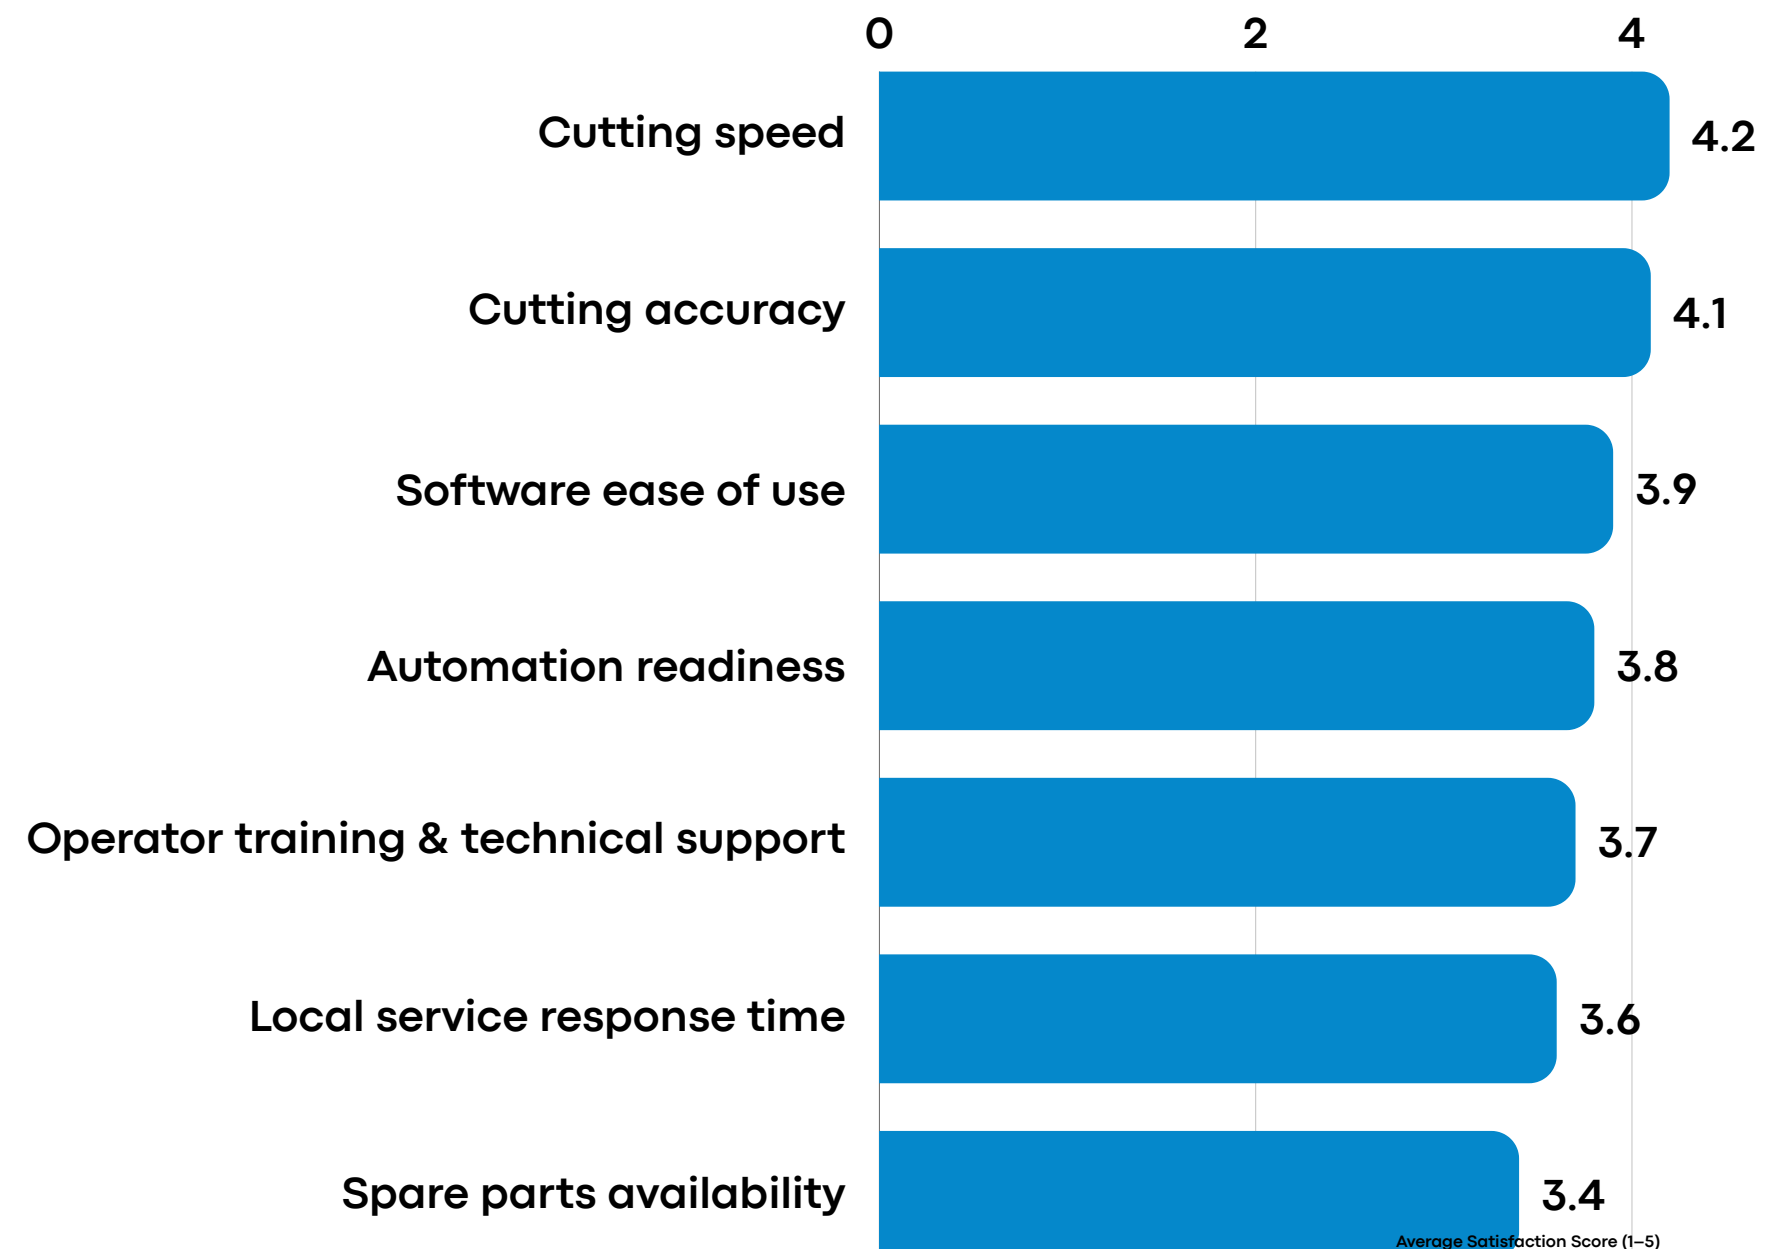 0 2 4
Cutting speed 4.2
Cutting accuracy 4.1
Software ease of use 3.9
Automation readiness 3.8
Operator training & technical support 3.7
Local service response time 3.6
Spare parts availability 3.4
Average Satisfaction Score (1–5)